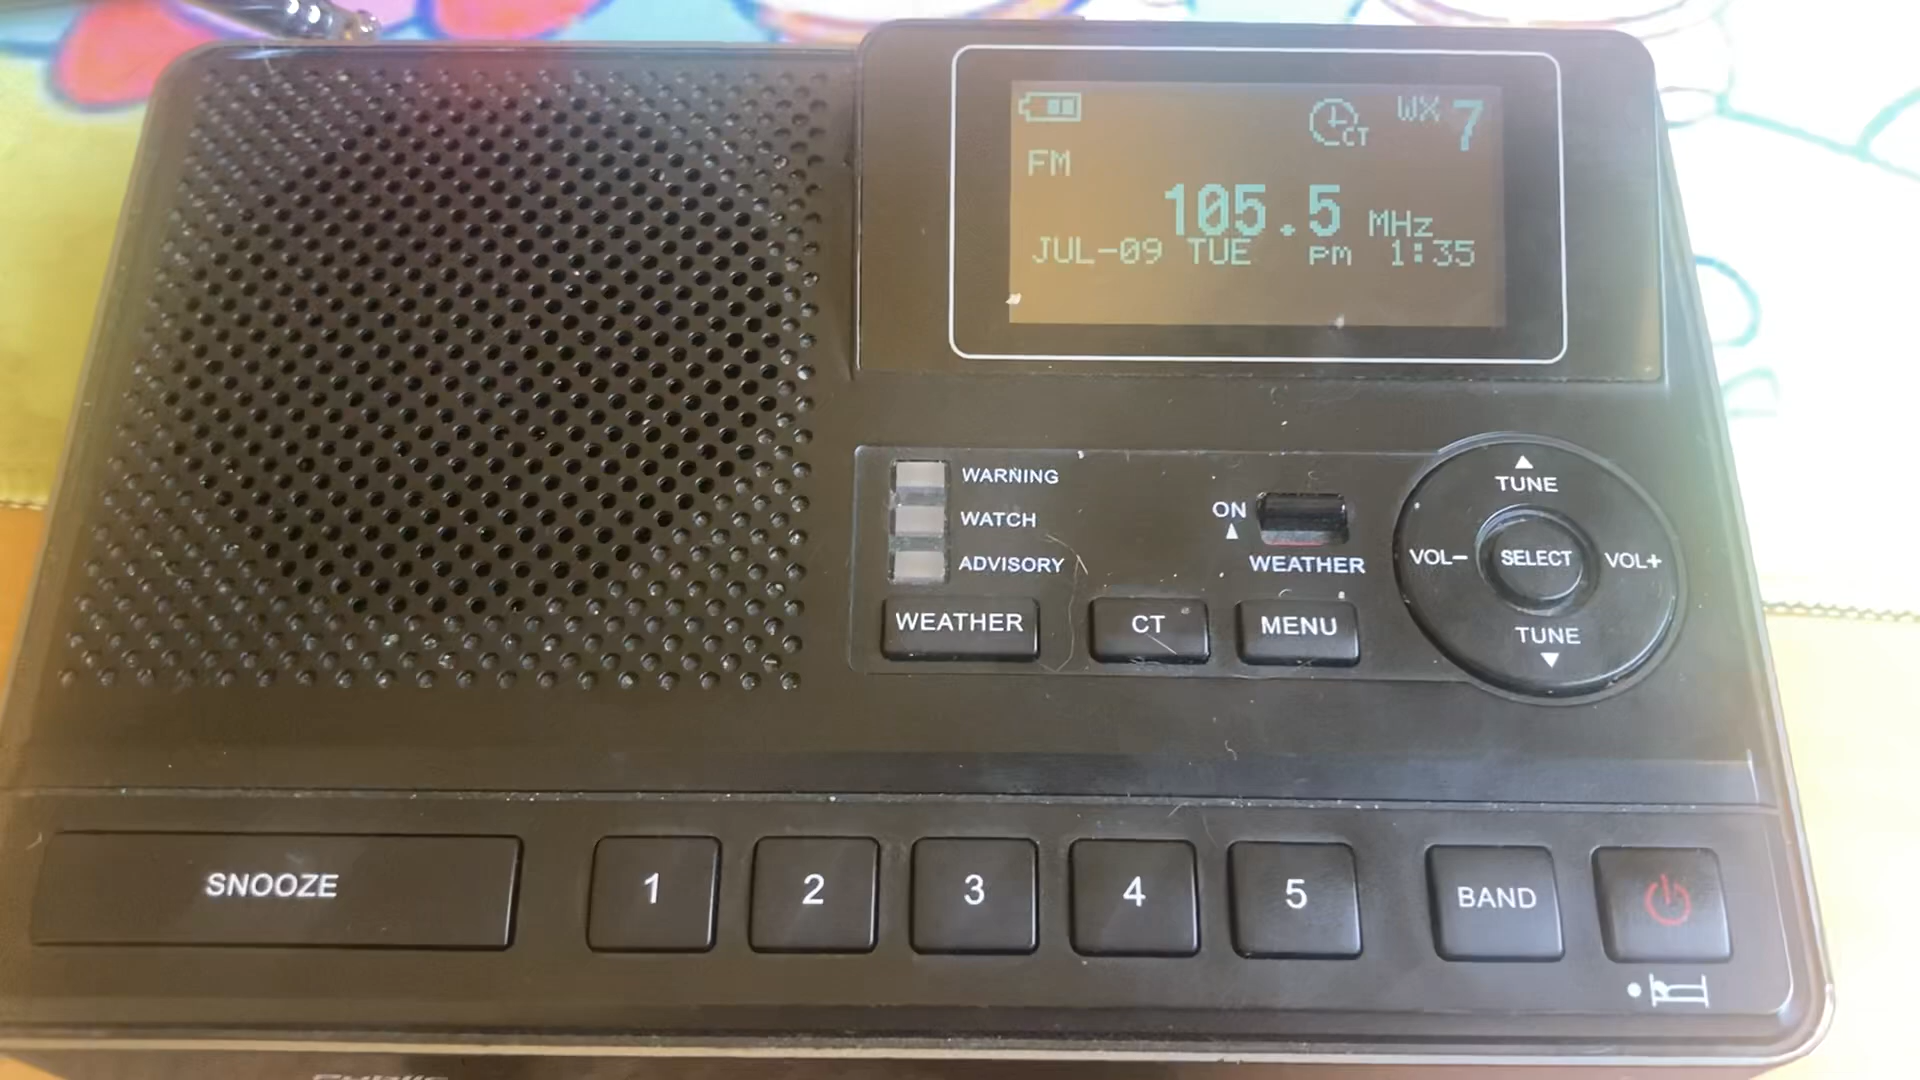 WX 7
CT
FM
105.5 MHz
JUL-09 TUE PM 1:35
WARNING
WATCH
ADVISORY
ON
WEATHER
WEATHER
CT
MENU
TUNE
VOL-
SELECT
VOL+
TUNE
SNOOZE
1
2
3
4
5
BAND